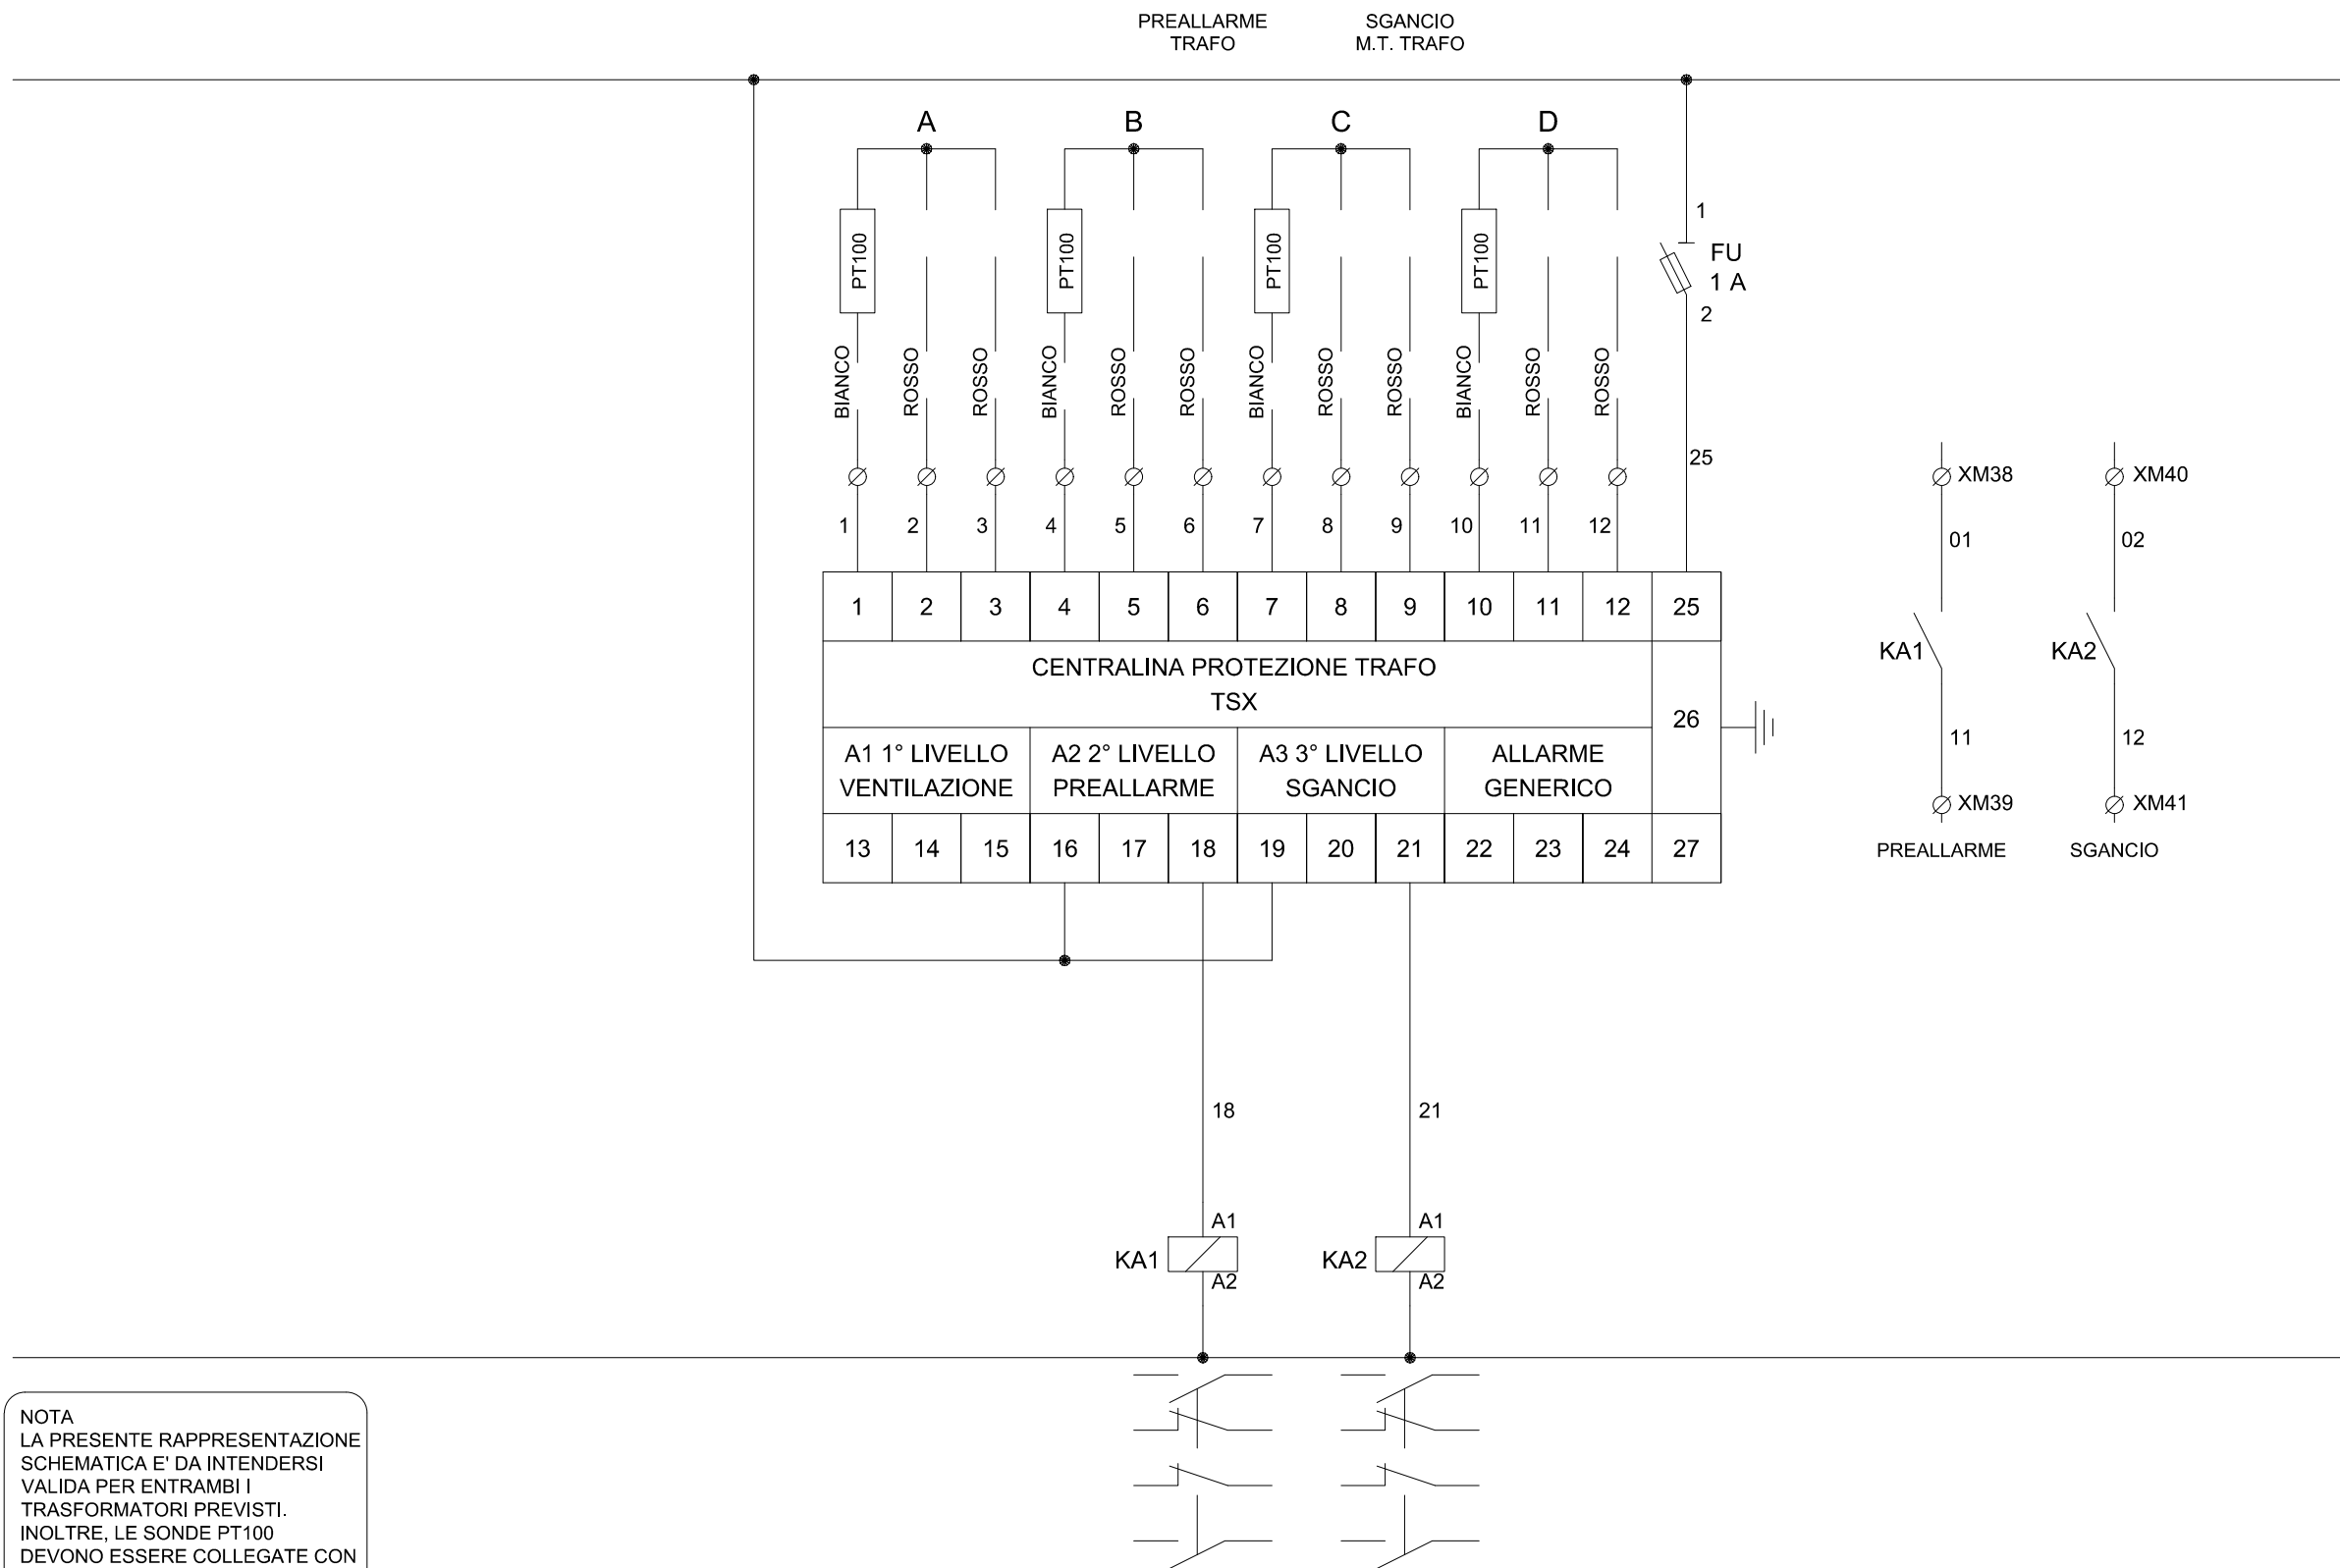 PREALLARME
TRAFO
SGANCIO
M.T. TRAFO
A B C D
PT100 PT100 PT100 PT100
1
FU
1 A
2
BIANCO ROSSO ROSSO BIANCO ROSSO ROSSO BIANCO ROSSO ROSSO BIANCO ROSSO ROSSO
25
XM38 XM40
1 2 3 4 5 6 7 8 9 10 11 12
01 02
1 2 3 4 5 6 7 8 9 10 11 12 25
CENTRALINA PROTEZIONE TRAFO
TSX
26
KA1 KA2
A1 1° LIVELLO
VENTILAZIONE
A2 2° LIVELLO
PREALLARME
A3 3° LIVELLO
SGANCIO
ALLARME
GENERICO
11 12
XM39 XM41
13 14 15 16 17 18 19 20 21 22 23 24 27
PREALLARME SGANCIO
18 21
A1 A1
KA1 KA2
A2 A2
NOTA
LA PRESENTE RAPPRESENTAZIONE
SCHEMATICA E' DA INTENDERSI
VALIDA PER ENTRAMBI I
TRASFORMATORI PREVISTI.
INOLTRE, LE SONDE PT100
DEVONO ESSERE COLLEGATE CON